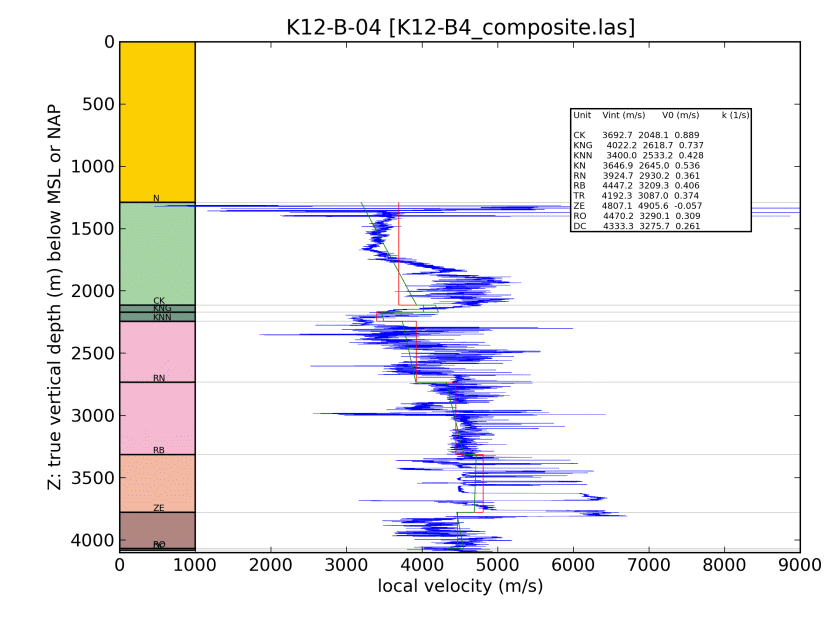 K12-B-04 [K12-B4_composite.las]
0
500
1000
1500
2000
2500
3000
3500
4000
Z: true vertical depth (m) below MSL or NAP
N
CK
KNG
KNN
RN
RB
ZE
RO
Unit Vint (m/s) V0 (m/s) k (1/s)
CK 3692.7 2048.1 0.889
KNG 4022.2 2618.7 0.737
KNN 3400.0 2533.2 0.428
KN 3646.9 2645.0 0.536
RN 3924.7 2930.2 0.361
RB 4447.2 3209.3 0.406
TR 4192.3 3087.0 0.374
ZE 4807.1 4905.6 -0.057
RO 4470.2 3290.1 0.309
DC 4333.3 3275.7 0.261
0 1000 2000 3000 4000 5000 6000 7000 8000 9000
local velocity (m/s)